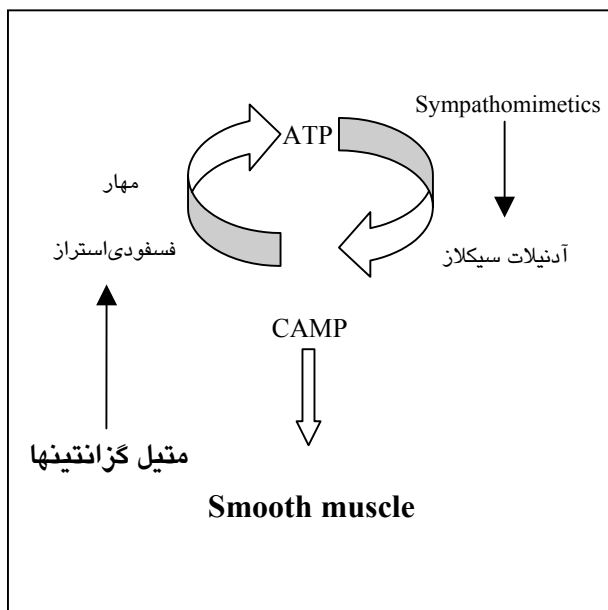 Sympathomimetics
ATP
مهار
فسفودی‌استراز
آدنیلات سیکلاز
CAMP
متیل گزانتینها
Smooth muscle